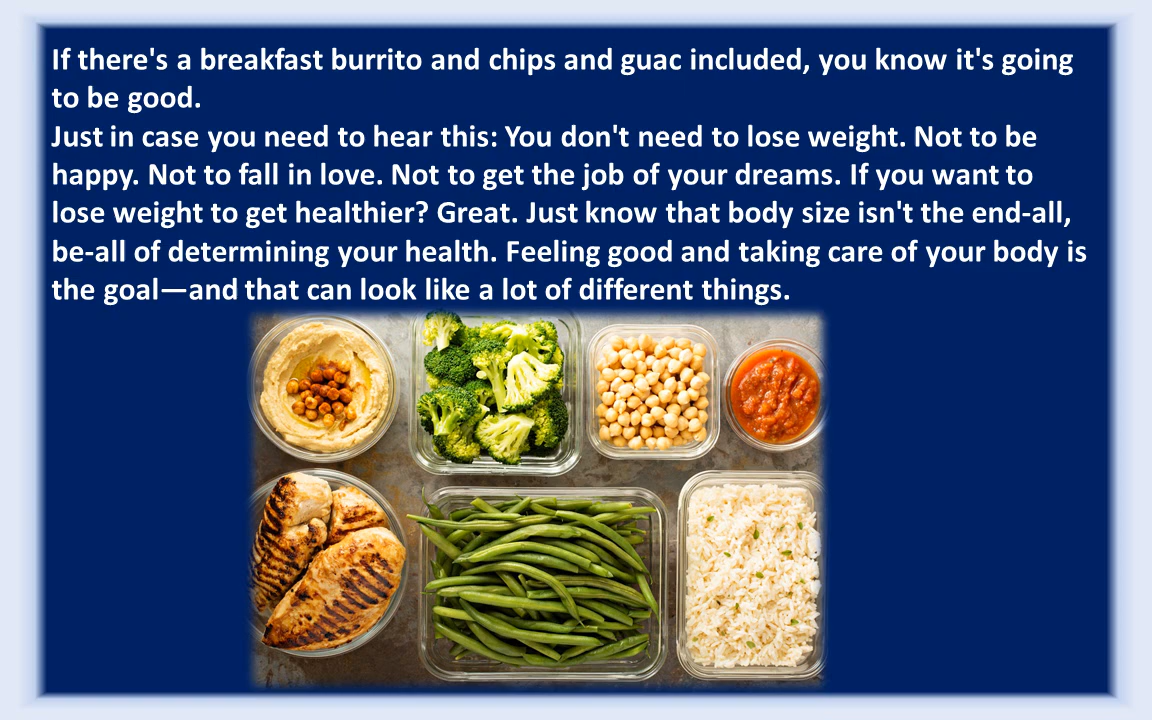 If there's a breakfast burrito and chips and guac included, you know it's going
to be good.
Just in case you need to hear this: You don't need to lose weight. Not to be
happy. Not to fall in love. Not to get the job of your dreams. If you want to
lose weight to get healthier? Great. Just know that body size isn't the end-all,
be-all of determining your health. Feeling good and taking care of your body is
the goal—and that can look like a lot of different things.